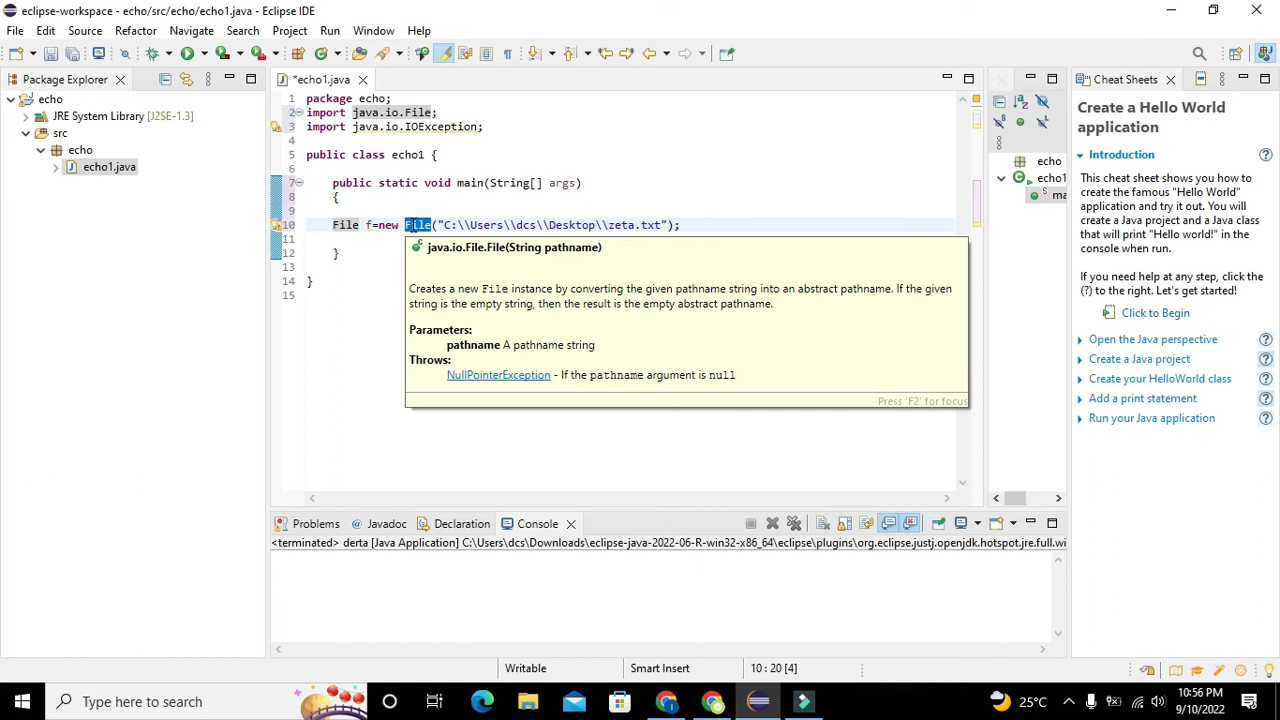 eclipse-workspace - echo/src/echo/echo1.java - Eclipse IDE
File Edit Source Refactor Navigate Search Project Run Window Help
Package Explorer
*echo1.java
Cheat Sheets
echo
JRE System Library [J2SE-1.3]
src
echo
echo1.java
1 package echo;
2 import java.io.File;
3 import java.io.IOException;
4
5 public class echo1 {
6
7 public static void main(String[] args)
8 {
9
10 File f=new File("C:\\Users\\dcs\\Desktop\\zeta.txt");
11
12 }
13
14 }
15
java.io.File.File(String pathname)
Creates a new File instance by converting the given pathname string into an abstract pathname. If the given
string is the empty string, then the result is the empty abstract pathname.
Parameters:
pathname A pathname string
Throws:
NullPointerException - If the pathname argument is null
Press 'F2' for focus
echo
echo1
ma
Create a Hello World
application
Introduction
This cheat sheet shows you how to
create the famous "Hello World"
application and try it out. You will
create a Java project and a Java class
that will print "Hello world!" in the
console when run.
If you need help at any step, click the
(?) to the right. Let's get started!
Click to Begin
Open the Java perspective
Create a Java project
Create your HelloWorld class
Add a print statement
Run your Java application
Problems Javadoc Declaration Console
<terminated> derta [Java Application] C:\Users\dcs\Downloads\eclipse-java-2022-06-R-win32-x86_64\eclipse\plugins\org.eclipse.justj.openjdk.hotspot.jre.full.wi
Writable Smart Insert 10 : 20 [4]
Type here to search
25°C
10:56 PM
9/10/2022